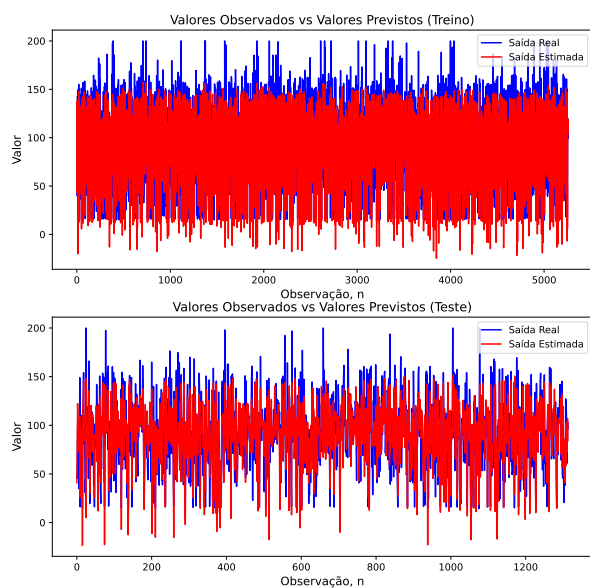 Valores Observados vs Valores Previstos (Treino)
200
150
100
50
0
Valor
Saída Real
Saída Estimada
0 1000 2000 3000 4000 5000
Observação, n
Valores Observados vs Valores Previstos (Teste)
200
150
100
50
0
Valor
Saída Real
Saída Estimada
0 200 400 600 800 1000 1200
Observação, n